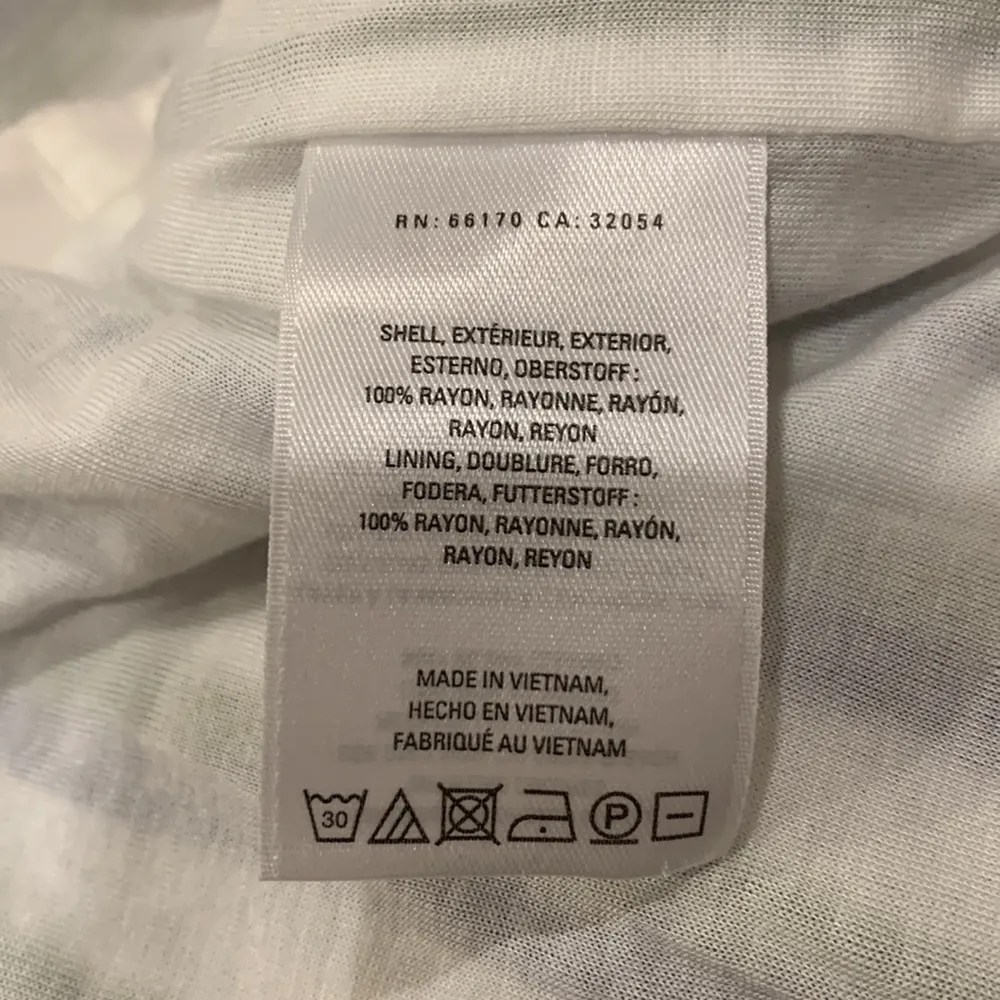 RN: 66170 CA: 32054
SHELL, EXTÉRIEUR, EXTERIOR,
ESTERNO, OBERSTOFF :
100% RAYON, RAYONNE, RAYÓN,
RAYON, REYON
LINING, DOUBLURE, FORRO,
FODERA, FUTTERSTOFF :
100% RAYON, RAYONNE, RAYÓN,
RAYON, REYON
MADE IN VIETNAM,
HECHO EN VIETNAM,
FABRIQUÉ AU VIETNAM
30 P